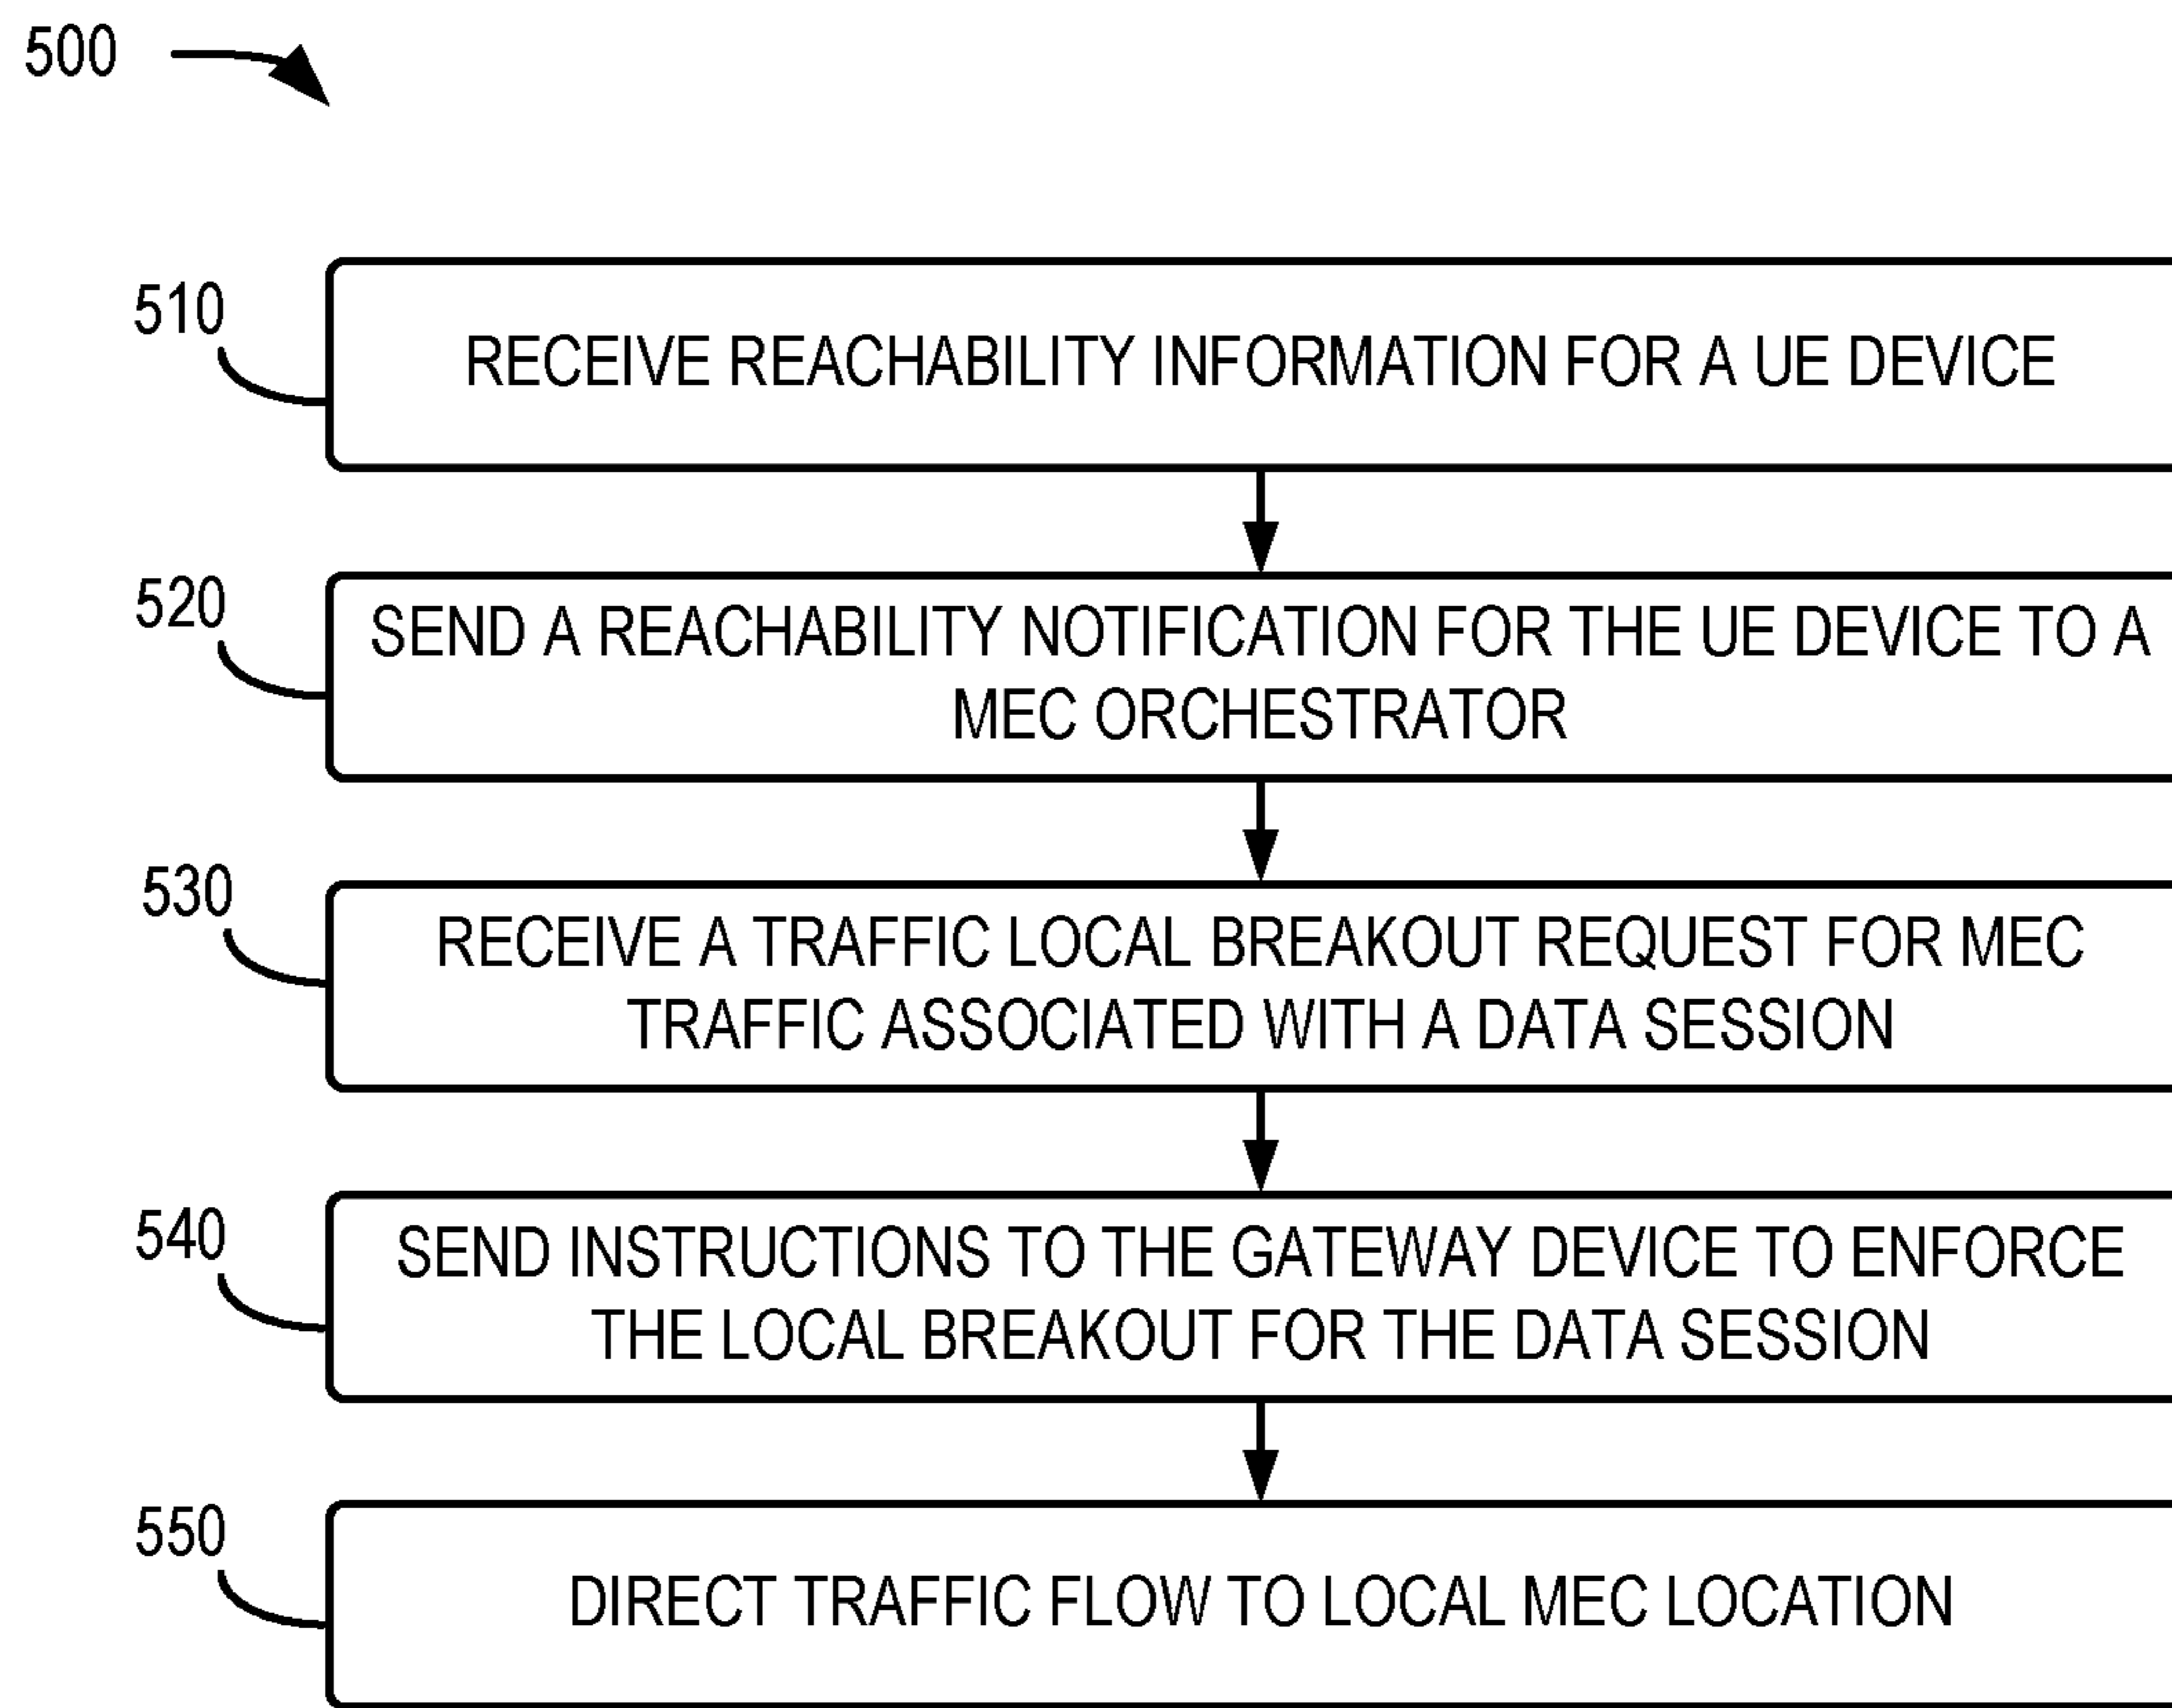 500
510
RECEIVE REACHABILITY INFORMATION FOR A UE DEVICE
520
SEND A REACHABILITY NOTIFICATION FOR THE UE DEVICE TO A
MEC ORCHESTRATOR
530
RECEIVE A TRAFFIC LOCAL BREAKOUT REQUEST FOR MEC
TRAFFIC ASSOCIATED WITH A DATA SESSION
540
SEND INSTRUCTIONS TO THE GATEWAY DEVICE TO ENFORCE
THE LOCAL BREAKOUT FOR THE DATA SESSION
550
DIRECT TRAFFIC FLOW TO LOCAL MEC LOCATION